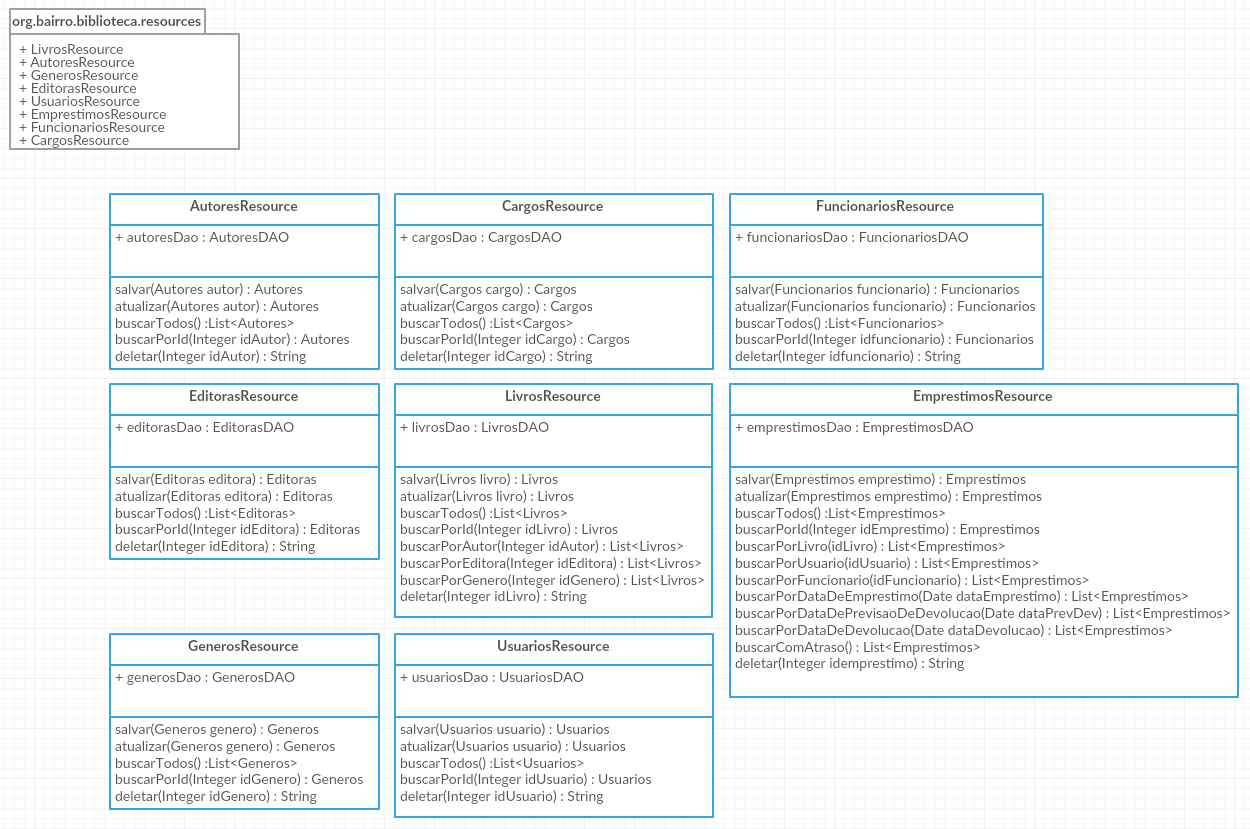 org.bairro.biblioteca.resources
+ LivrosResource
+ AutoresResource
+ GenerosResource
+ EditorasResource
+ UsuariosResource
+ EmprestimosResource
+ FuncionariosResource
+ CargosResource
AutoresResource
+ autoresDao : AutoresDAO
salvar(Autores autor) : Autores
atualizar(Autores autor) : Autores
buscarTodos() :List<Autores>
buscarPorId(Integer idAutor) : Autores
deletar(Integer idAutor) : String
CargosResource
+ cargosDao : CargosDAO
salvar(Cargos cargo) : Cargos
atualizar(Cargos cargo) : Cargos
buscarTodos() :List<Cargos>
buscarPorId(Integer idCargo) : Cargos
deletar(Integer idCargo) : String
FuncionariosResource
+ funcionariosDao : FuncionariosDAO
salvar(Funcionarios funcionario) : Funcionarios
atualizar(Funcionarios funcionario) : Funcionarios
buscarTodos() :List<Funcionarios>
buscarPorId(Integer idfuncionario) : Funcionarios
deletar(Integer idfuncionario) : String
EditorasResource
+ editorasDao : EditorasDAO
salvar(Editoras editora) : Editoras
atualizar(Editoras editora) : Editoras
buscarTodos() :List<Editoras>
buscarPorId(Integer idEditora) : Editoras
deletar(Integer idEditora) : String
LivrosResource
+ livrosDao : LivrosDAO
salvar(Livros livro) : Livros
atualizar(Livros livro) : Livros
buscarTodos() :List<Livros>
buscarPorId(Integer idLivro) : Livros
buscarPorAutor(Integer idAutor) : List<Livros>
buscarPorEditora(Integer idEditora) : List<Livros>
buscarPorGenero(Integer idGenero) : List<Livros>
deletar(Integer idLivro) : String
EmprestimosResource
+ emprestimosDao : EmprestimosDAO
salvar(Emprestimos emprestimo) : Emprestimos
atualizar(Emprestimos emprestimo) : Emprestimos
buscarTodos() :List<Emprestimos>
buscarPorId(Integer idEmprestimo) : Emprestimos
buscarPorLivro(idLivro) : List<Emprestimos>
buscarPorUsuario(idUsuario) : List<Emprestimos>
buscarPorFuncionario(idFuncionario) : List<Emprestimos>
buscarPorDataDeEmprestimo(Date dataEmprestimo) : List<Emprestimos>
buscarPorDataDePrevisaoDeDevolucao(Date dataPrevDev) : List<Emprestimos>
buscarPorDataDeDevolucao(Date dataDevolucao) : List<Emprestimos>
buscarComAtraso() : List<Emprestimos>
deletar(Integer idemprestimo) : String
GenerosResource
+ generosDao : GenerosDAO
salvar(Generos genero) : Generos
atualizar(Generos genero) : Generos
buscarTodos() :List<Generos>
buscarPorId(Integer idGenero) : Generos
deletar(Integer idGenero) : String
UsuariosResource
+ usuariosDao : UsuariosDAO
salvar(Usuarios usuario) : Usuarios
atualizar(Usuarios usuario) : Usuarios
buscarTodos() :List<Usuarios>
buscarPorId(Integer idUsuario) : Usuarios
deletar(Integer idUsuario) : String